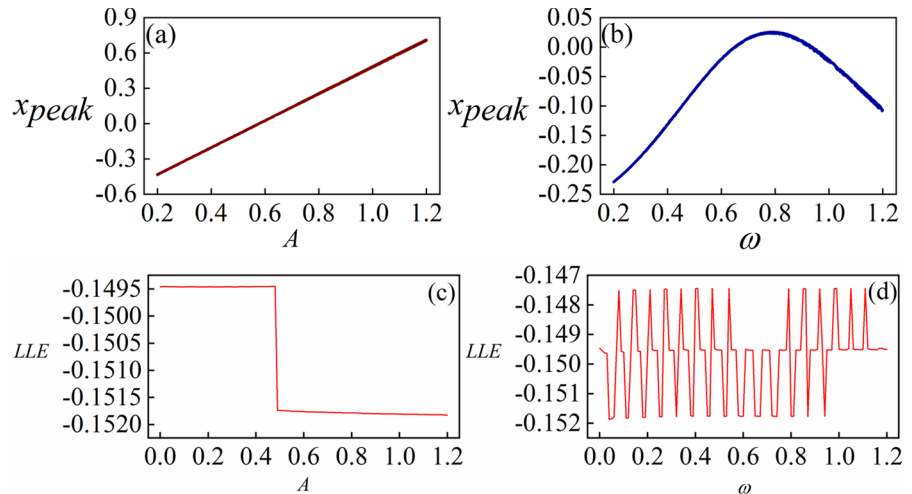 (a)
0.9
0.6
0.3
0.0
-0.3
-0.6
xpeak
0.2 0.4 0.6 0.8 1.0 1.2
A
(b)
0.05
0.00
-0.05
-0.10
-0.15
-0.20
-0.25
xpeak
0.2 0.4 0.6 0.8 1.0 1.2
ω
(c)
-0.1495
-0.1500
-0.1505
-0.1510
-0.1515
-0.1520
LLE
0.0 0.2 0.4 0.6 0.8 1.0 1.2
A
(d)
-0.147
-0.148
-0.149
-0.150
-0.151
-0.152
LLE
0.0 0.2 0.4 0.6 0.8 1.0 1.2
ω